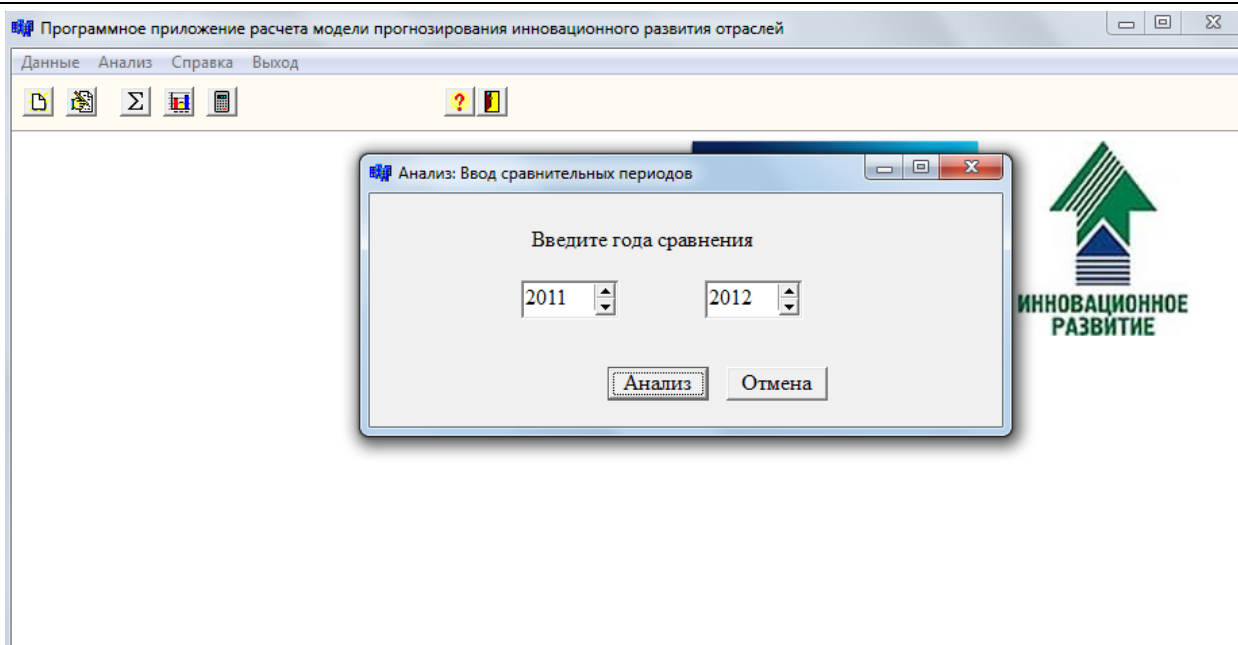 Программное приложение расчета модели прогнозирования инновационного развития отраслей
Данные Анализ Справка Выход
Анализ: Ввод сравнительных периодов
Введите года сравнения
2011 2012
Анализ Отмена
ИННОВАЦИОННОЕ
РАЗВИТИЕ